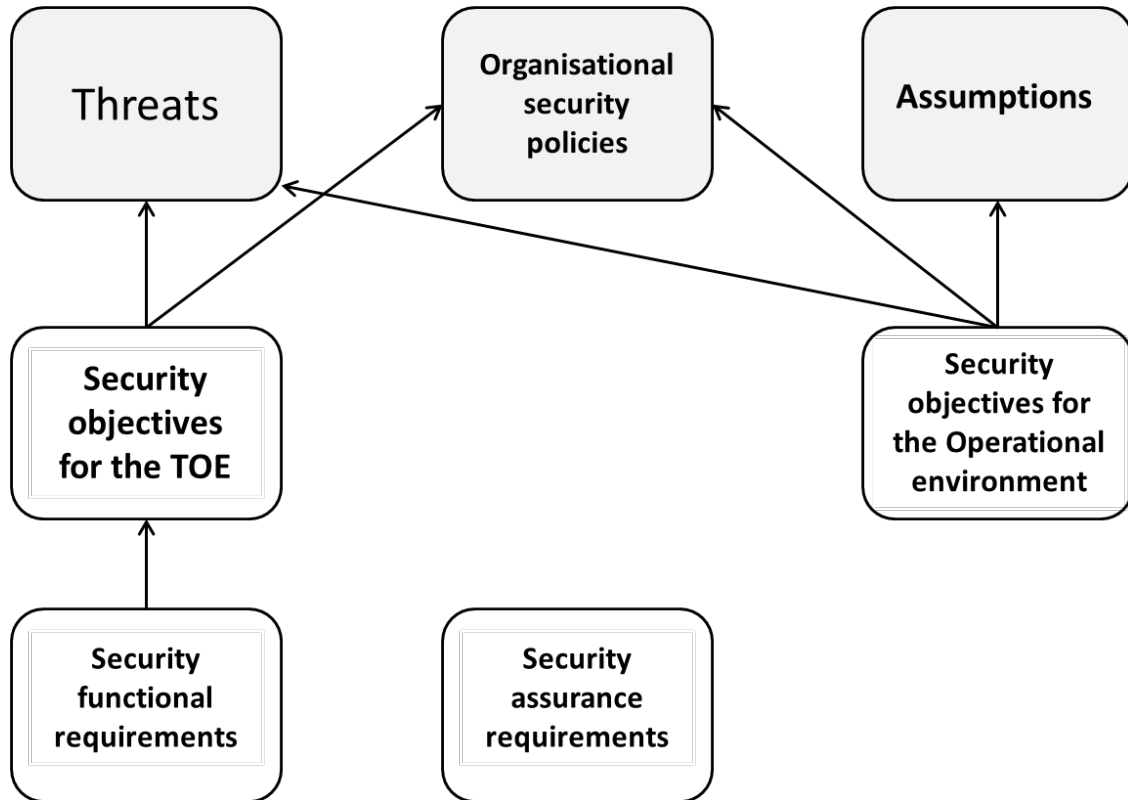 Threats
Organisational
security
policies
Assumptions
Security
objectives
for the TOE
Security
objectives for
the Operational
environment
Security
functional
requirements
Security
assurance
requirements